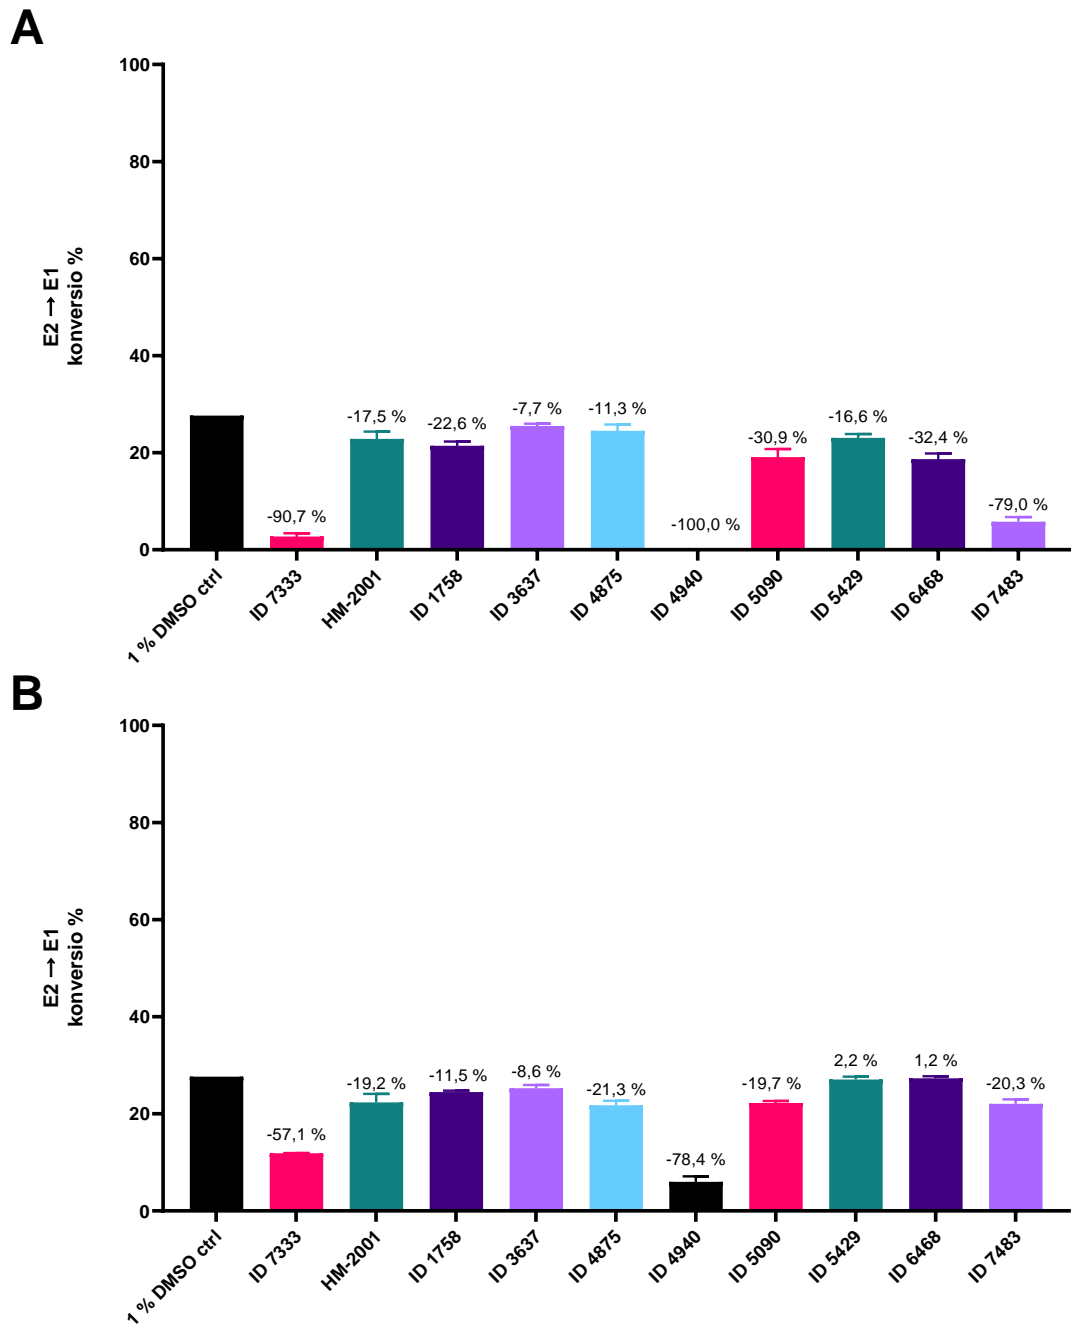 A
100
80
60
40
20
0
E2 → E1
konversio %
-90,7 %
-17,5 %
-22,6 %
-7,7 %
-11,3 %
-100,0 %
-30,9 %
-16,6 %
-32,4 %
-79,0 %
1 % DMSO ctrl
ID 7333
HM-2001
ID 1758
ID 3637
ID 4875
ID 4940
ID 5090
ID 5429
ID 6468
ID 7483
B
100
80
60
40
20
0
E2 → E1
konversio %
-57,1 %
-19,2 %
-11,5 %
-8,6 %
-21,3 %
-78,4 %
-19,7 %
2,2 %
1,2 %
-20,3 %
1 % DMSO ctrl
ID 7333
HM-2001
ID 1758
ID 3637
ID 4875
ID 4940
ID 5090
ID 5429
ID 6468
ID 7483